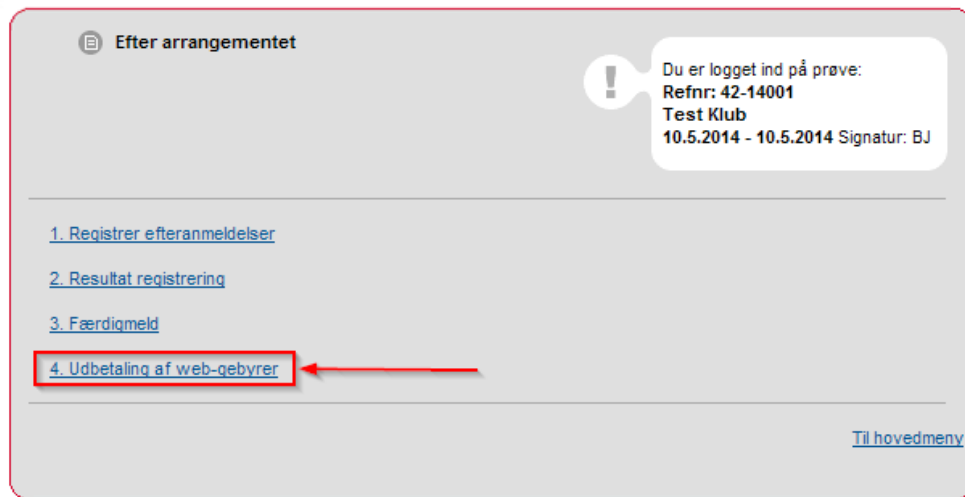 Efter arrangementet
Du er logget ind på prøve:
Refnr: 42-14001
Test Klub
10.5.2014 - 10.5.2014 Signatur: BJ
1. Registrer efteranmeldelser
2. Resultat registrering
3. Færdigmeld
4. Udbetaling af web-gebyrer
Til hovedmeny